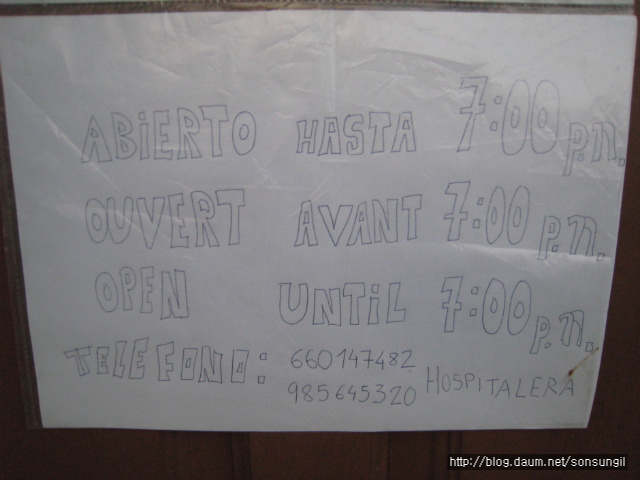 ABIERTO HASTA 7:00 p.m.
OUVERT AVANT 7:00 p.m.
OPEN UNTIL 7:00 p.m.
TELEFONO: 660147482
985645320 HOSPITALERA
http://blog.daum.net/sonsungil